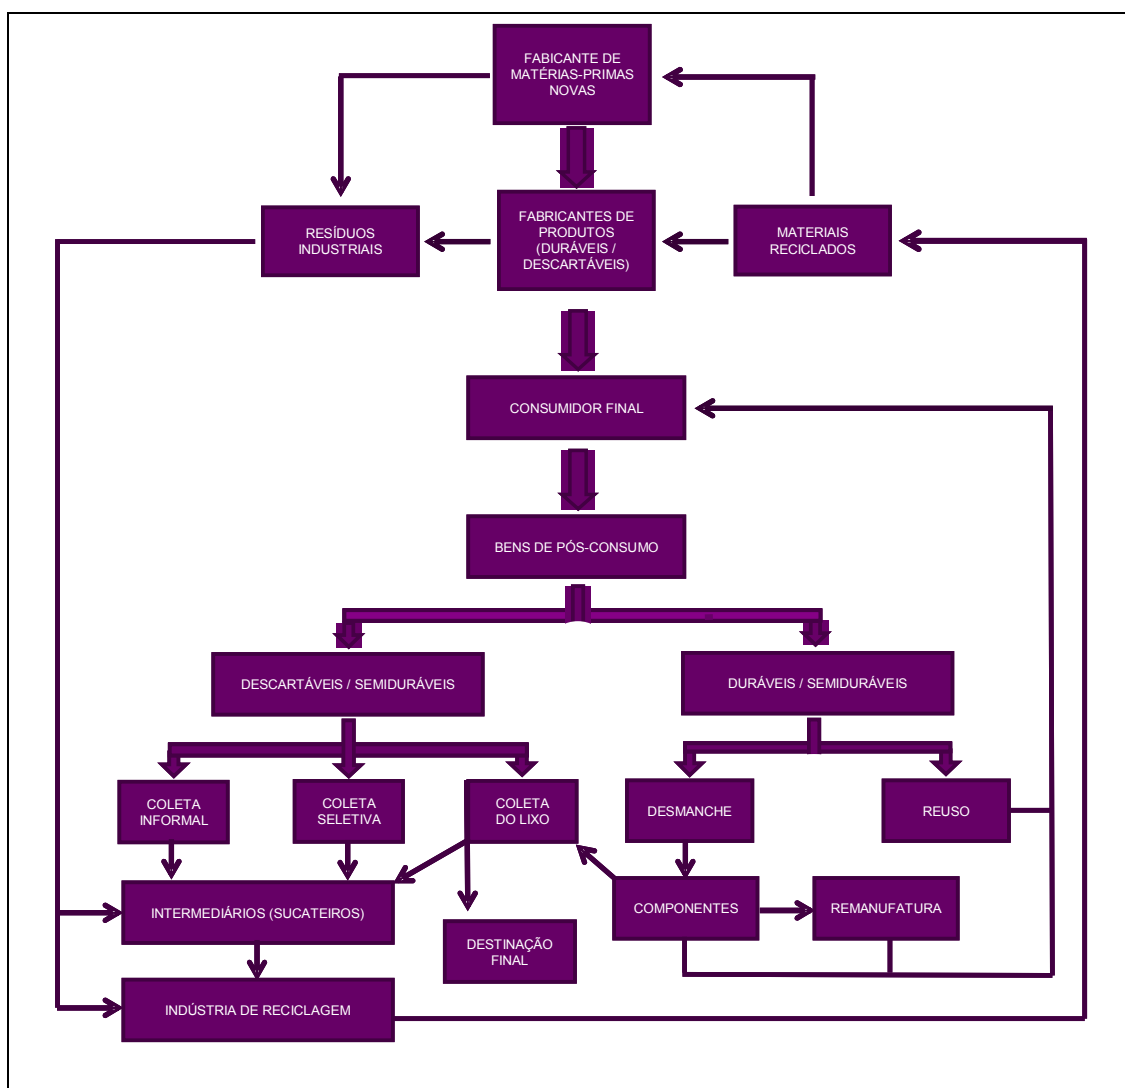 FABICANTE DE
MATÉRIAS-PRIMAS
NOVAS
RESÍDUOS
INDUSTRIAIS
FABRICANTES DE
PRODUTOS
(DURÁVEIS /
DESCARTÁVEIS)
MATERIAIS
RECICLADOS
CONSUMIDOR FINAL
BENS DE PÓS-CONSUMO
DESCARTÁVEIS / SEMIDURÁVEIS
DURÁVEIS / SEMIDURÁVEIS
COLETA
INFORMAL
COLETA
SELETIVA
COLETA
DO LIXO
DESMANCHE
REUSO
INTERMEDIÁRIOS (SUCATEIROS)
DESTINAÇÃO
FINAL
COMPONENTES
REMANUFATURA
INDÚSTRIA DE RECICLAGEM